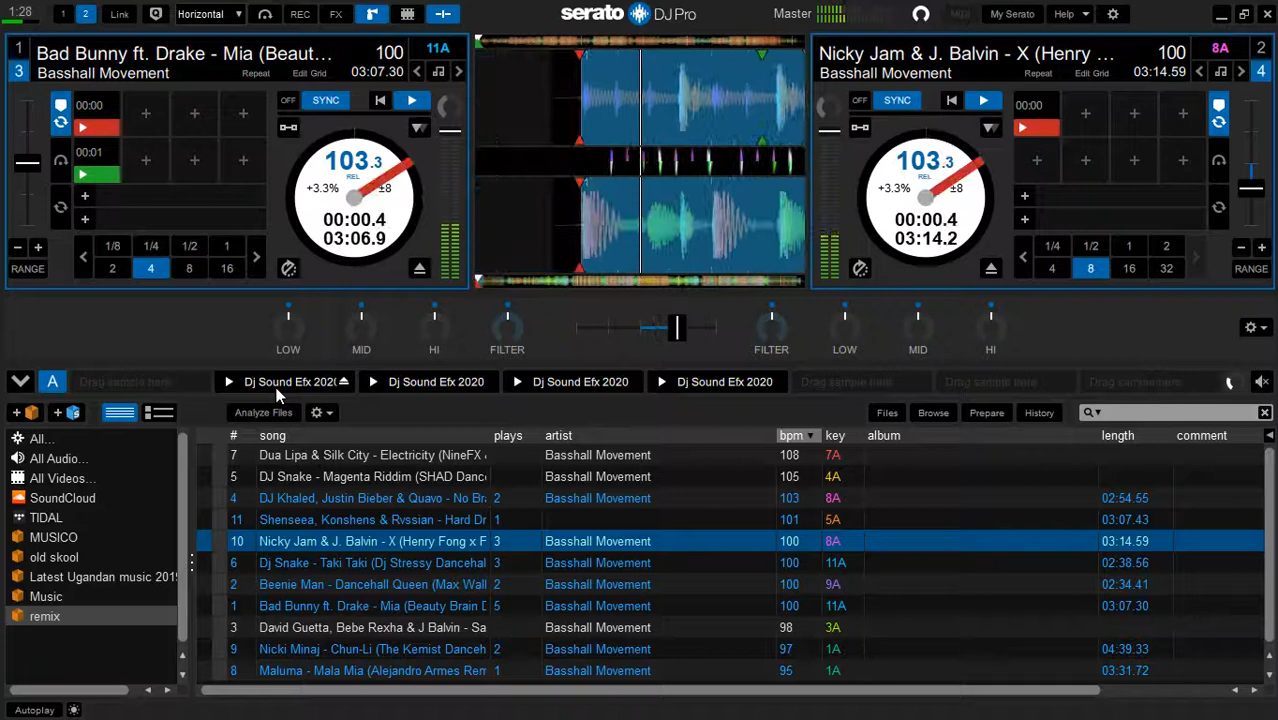 1:28 1 2 Link Horizontal REC FX serato DJ Pro Master MIDI My Serato Help
1 Bad Bunny ft. Drake - Mia (Beaut... 100 11A
3 Basshall Movement Repeat Edit Grid 03:07.30
00:00 OFF SYNC
00:01
103.3
REL
+3.3% ±8
00:00.4
03:06.9
1/8 1/4 1/2 1
RANGE 2 4 8 16
Nicky Jam & J. Balvin - X (Henry ... 100 8A 2
Basshall Movement Repeat Edit Grid 03:14.59 4
OFF SYNC 00:00
103.3
REL
+3.3% ±8
00:00.4
03:14.2
1/4 1/2 1 2
4 8 16 32 RANGE
LOW MID HI FILTER FILTER LOW MID HI
A Drag sample here Dj Sound Efx 202( Dj Sound Efx 2020 Dj Sound Efx 2020 Dj Sound Efx 2020 Drag sample here Drag sample here Drag sample here
Analyze Files Files Browse Prepare History
All...
All Audio...
All Videos...
SoundCloud
TIDAL
MUSICO
old skool
Latest Ugandan music 201
Music
remix
# song plays artist bpm key album length comment
7 Dua Lipa & Silk City - Electricity (NineFX Basshall Movement 108 7A
5 DJ Snake - Magenta Riddim (SHAD Danc Basshall Movement 105 4A
4 DJ Khaled, Justin Bieber & Quavo - No Bra 2 Basshall Movement 103 8A 02:54.55
11 Shenseea, Konshens & Rvssian - Hard Dr 1 101 5A 03:07.43
10 Nicky Jam & J. Balvin - X (Henry Fong x F 3 Basshall Movement 100 8A 03:14.59
6 Dj Snake - Taki Taki (Dj Stressy Dancehal 3 Basshall Movement 100 11A 02:38.56
2 Beenie Man - Dancehall Queen (Max Wall 2 Basshall Movement 100 9A 02:34.41
1 Bad Bunny ft. Drake - Mia (Beauty Brain D 5 Basshall Movement 100 11A 03:07.30
3 David Guetta, Bebe Rexha & J Balvin - Sa Basshall Movement 98 3A
9 Nicki Minaj - Chun-Li (The Kemist Danceh 2 Basshall Movement 97 1A 04:39.33
8 Maluma - Mala Mia (Alejandro Armes Rem 1 Basshall Movement 95 1A 03:31.72
Autoplay